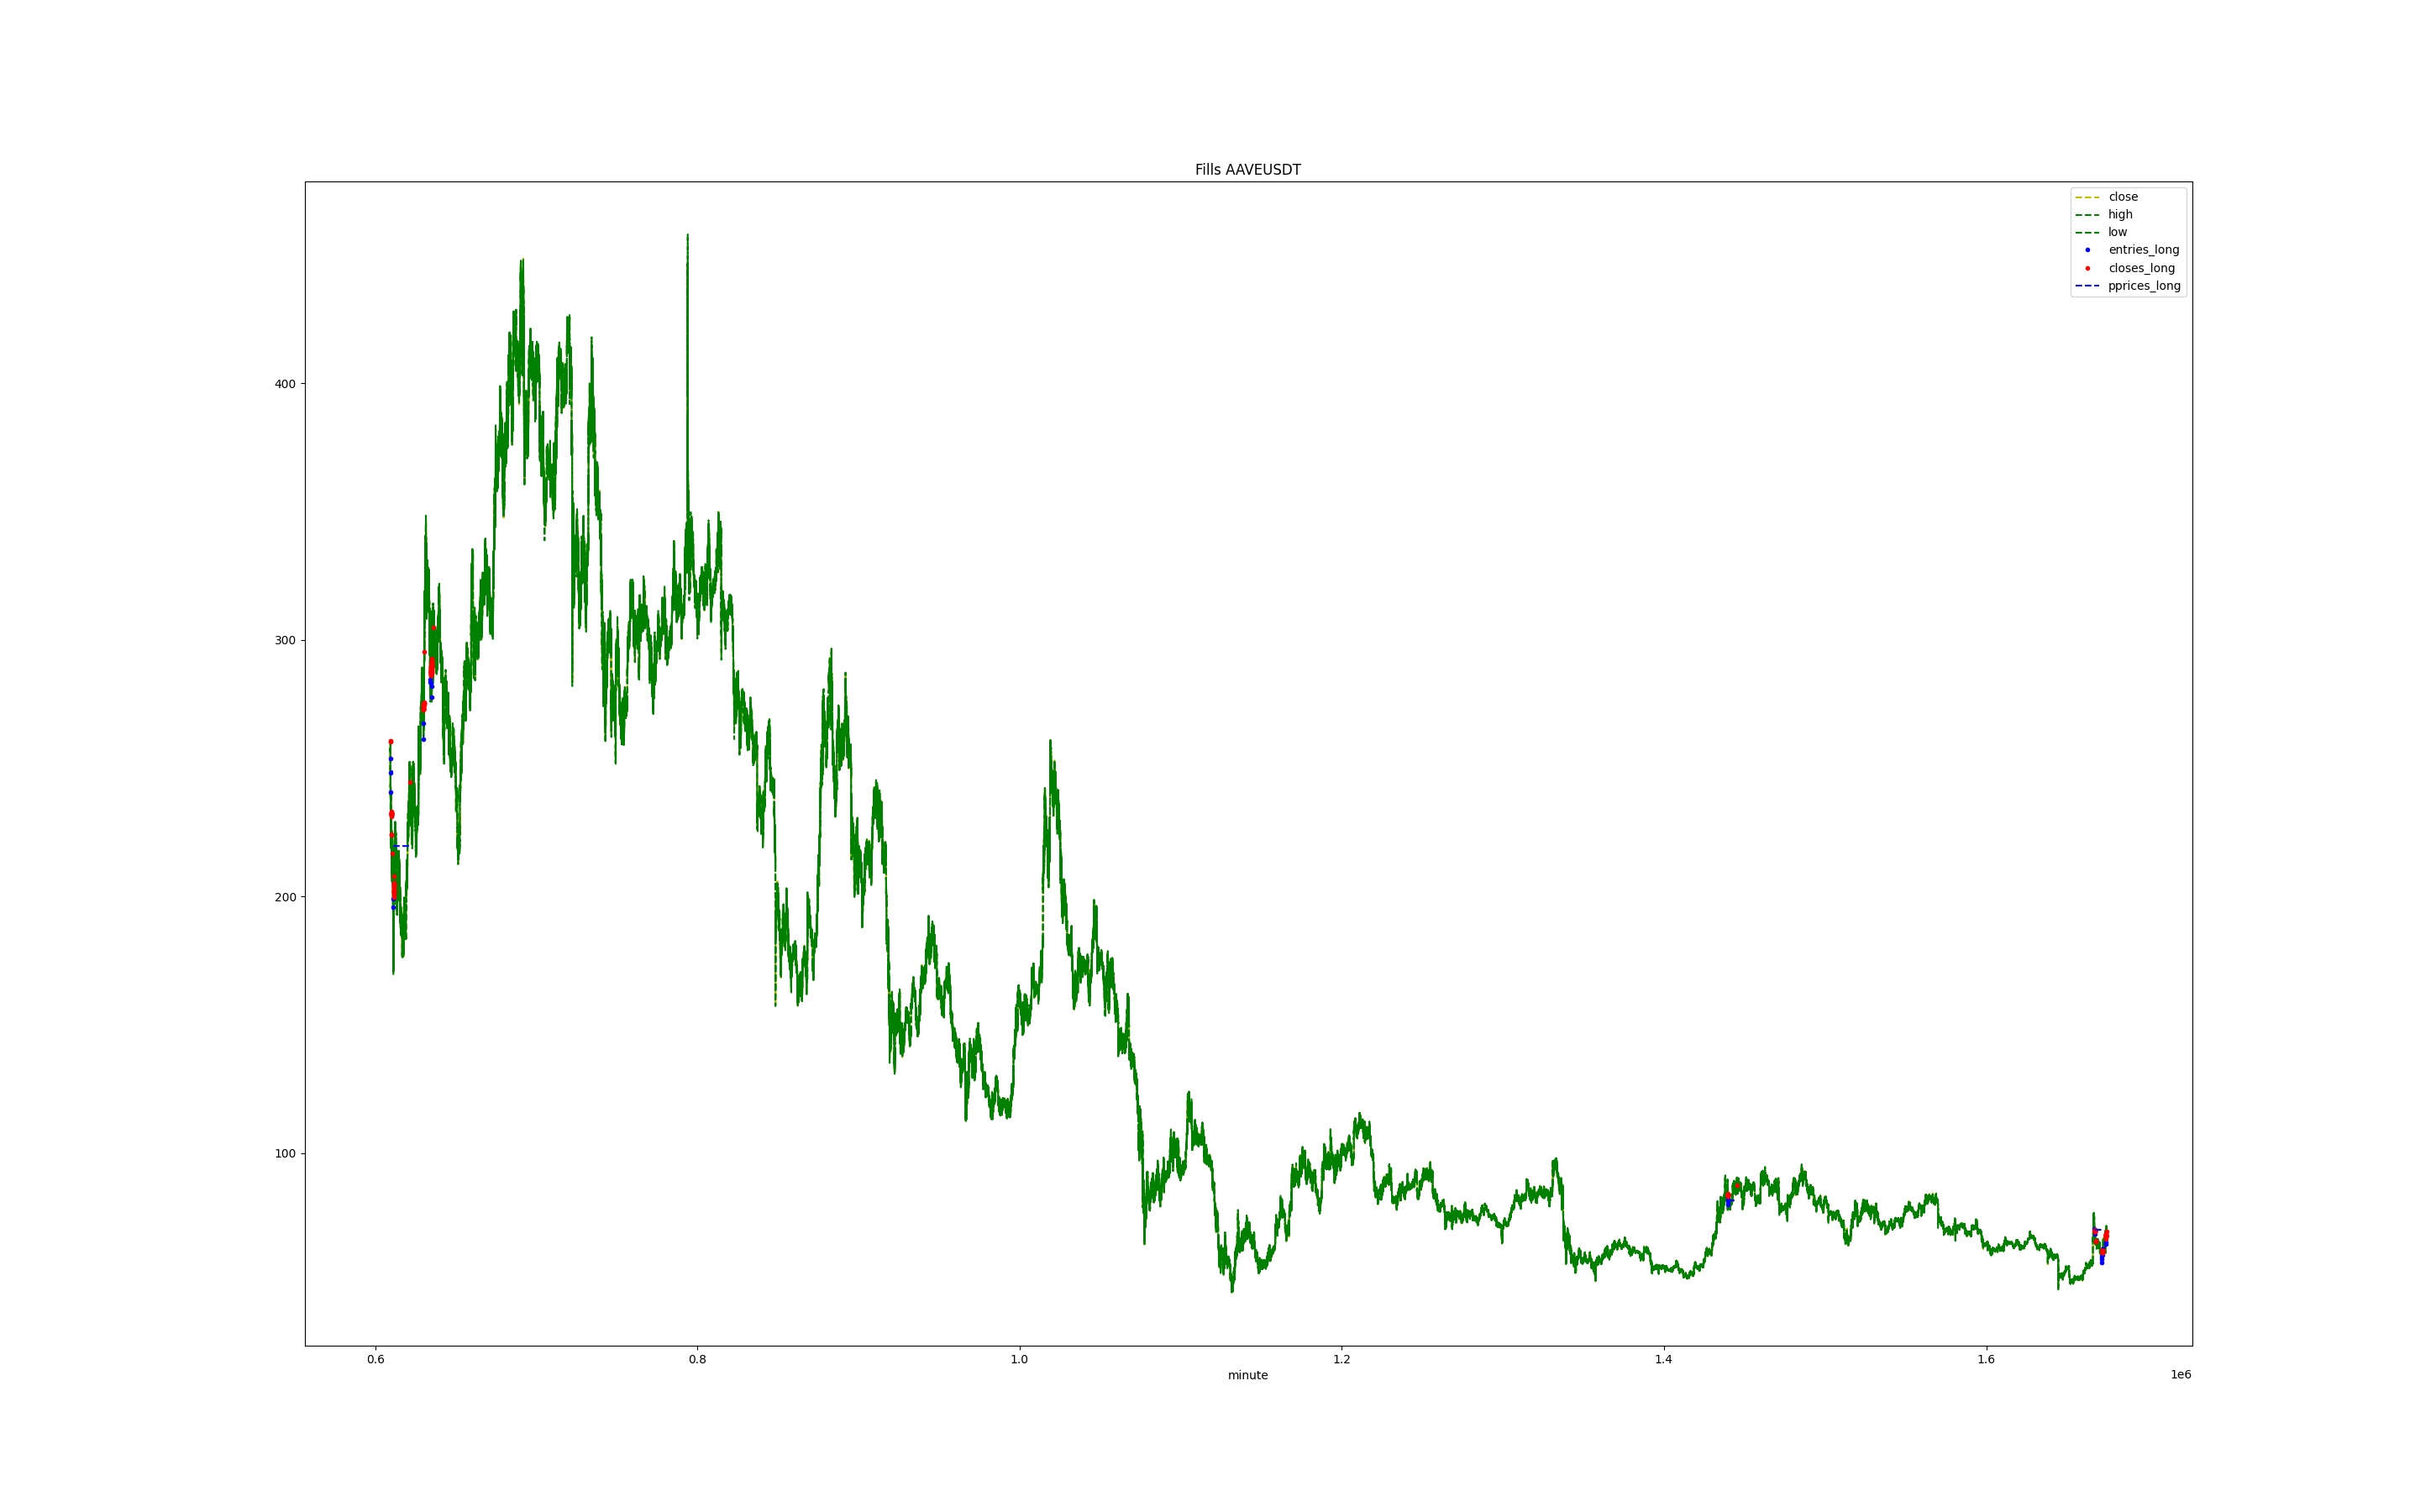 Fills AAVEUSDT
close
high
low
entries_long
closes_long
pprices_long
400
300
200
100
0.6 0.8 1.0 1.2 1.4 1.6
minute
1e6